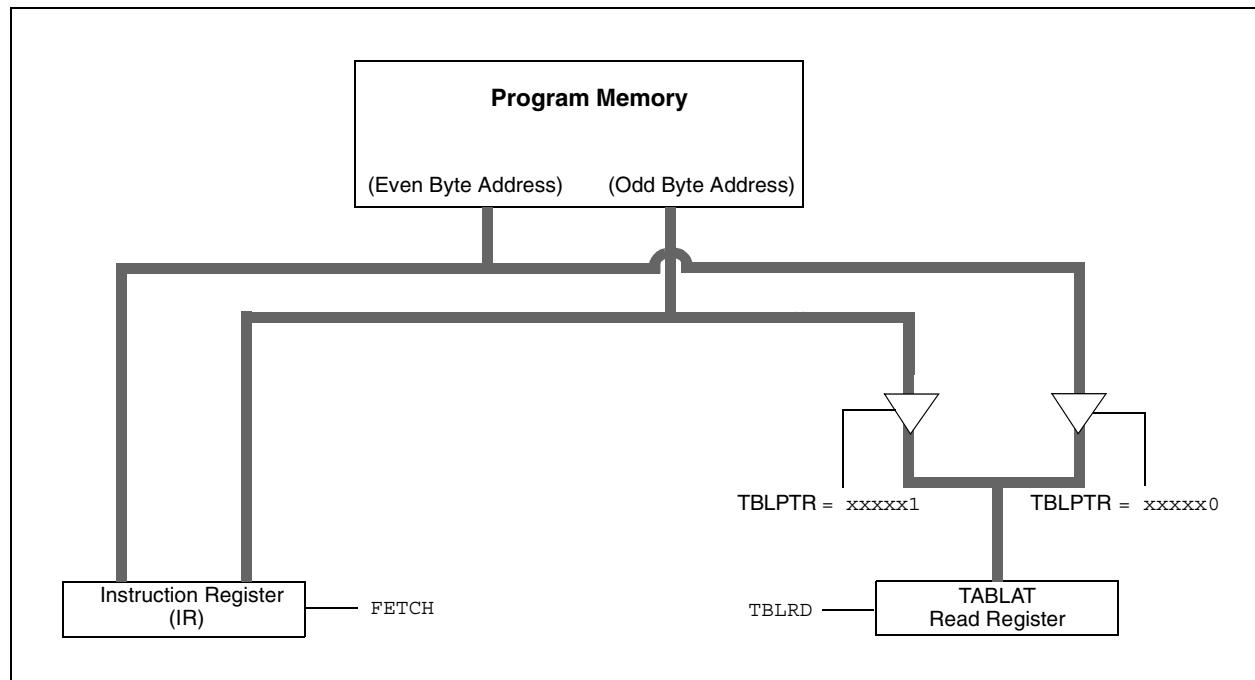 Program Memory
(Even Byte Address) (Odd Byte Address)
TBLPTR = xxxxx1
TBLPTR = xxxxx0
Instruction Register
(IR)
FETCH
TBLRD
TABLAT
Read Register